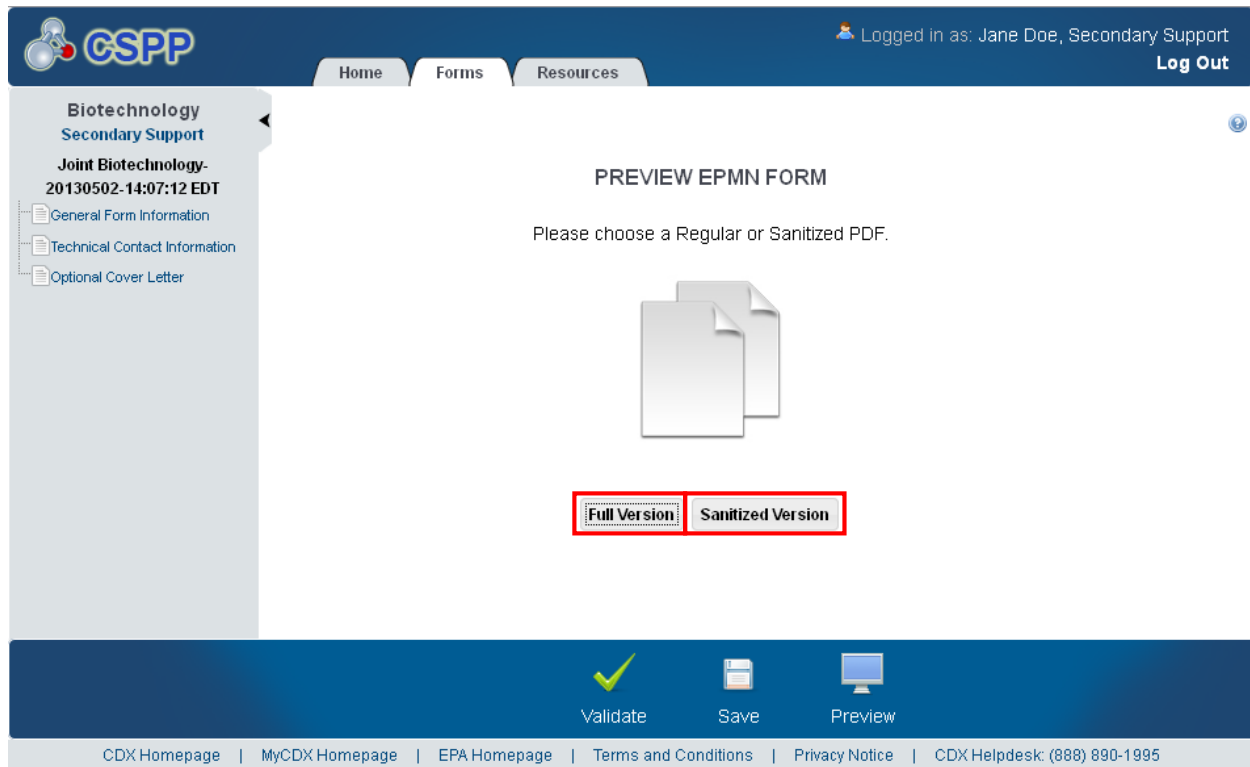 CSPP
Logged in as: Jane Doe, Secondary Support
Log Out
Home Forms Resources
Biotechnology
Secondary Support
Joint Biotechnology-
20130502-14:07:12 EDT
General Form Information
Technical Contact Information
Optional Cover Letter
PREVIEW EPMN FORM
Please choose a Regular or Sanitized PDF.
Full Version Sanitized Version
Validate Save Preview
CDX Homepage | MyCDX Homepage | EPA Homepage | Terms and Conditions | Privacy Notice | CDX Helpdesk: (888) 890-1995